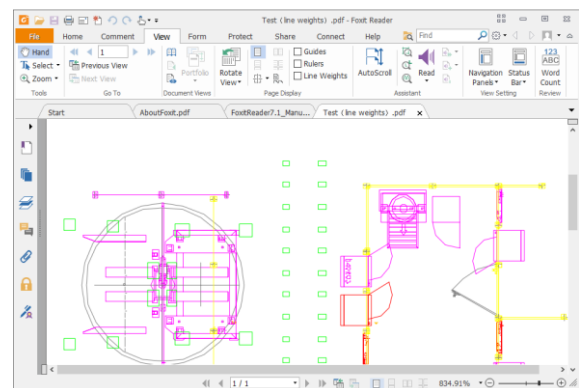 Test (line weights) .pdf - Foxit Reader
File Home Comment View Form Protect Share Connect Help Find
Hand 1 Guides 123
Select Previous View Rulers ABC
Zoom Next View Portfolio Rotate View Line Weights AutoScroll Read Navigation Panels Status Bar Word Count
Tools Go To Document Views Page Display Assistant View Setting Review
Start AboutFoxit.pdf FoxitReader7.1_Manu... Test (line weights) .pdf x
1 / 1 834.91%